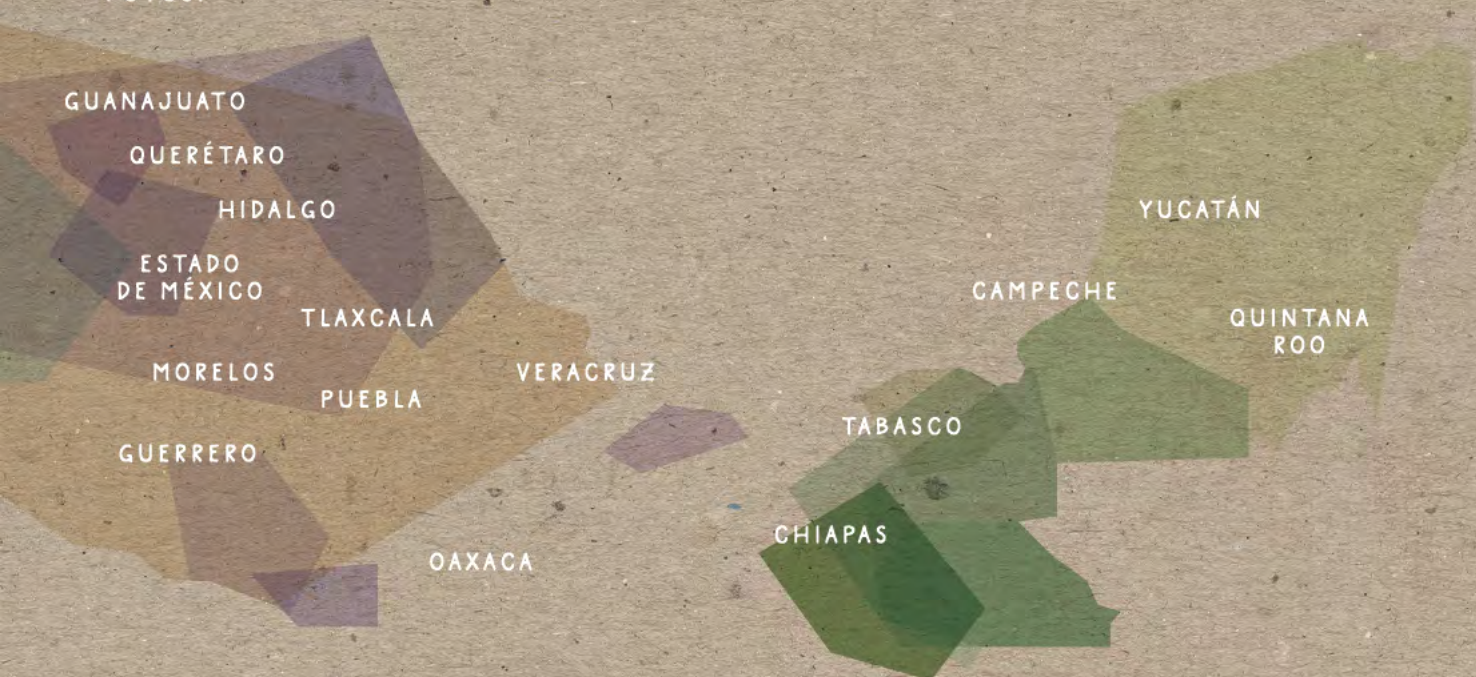 GUANAJUATO
QUERÉTARO
HIDALGO
YUCATÁN
ESTADO
DE MÉXICO
CAMPECHE
TLAXCALA
QUINTANA
ROO
MORELOS
VERACRUZ
PUEBLA
TABASCO
GUERRERO
CHIAPAS
OAXACA